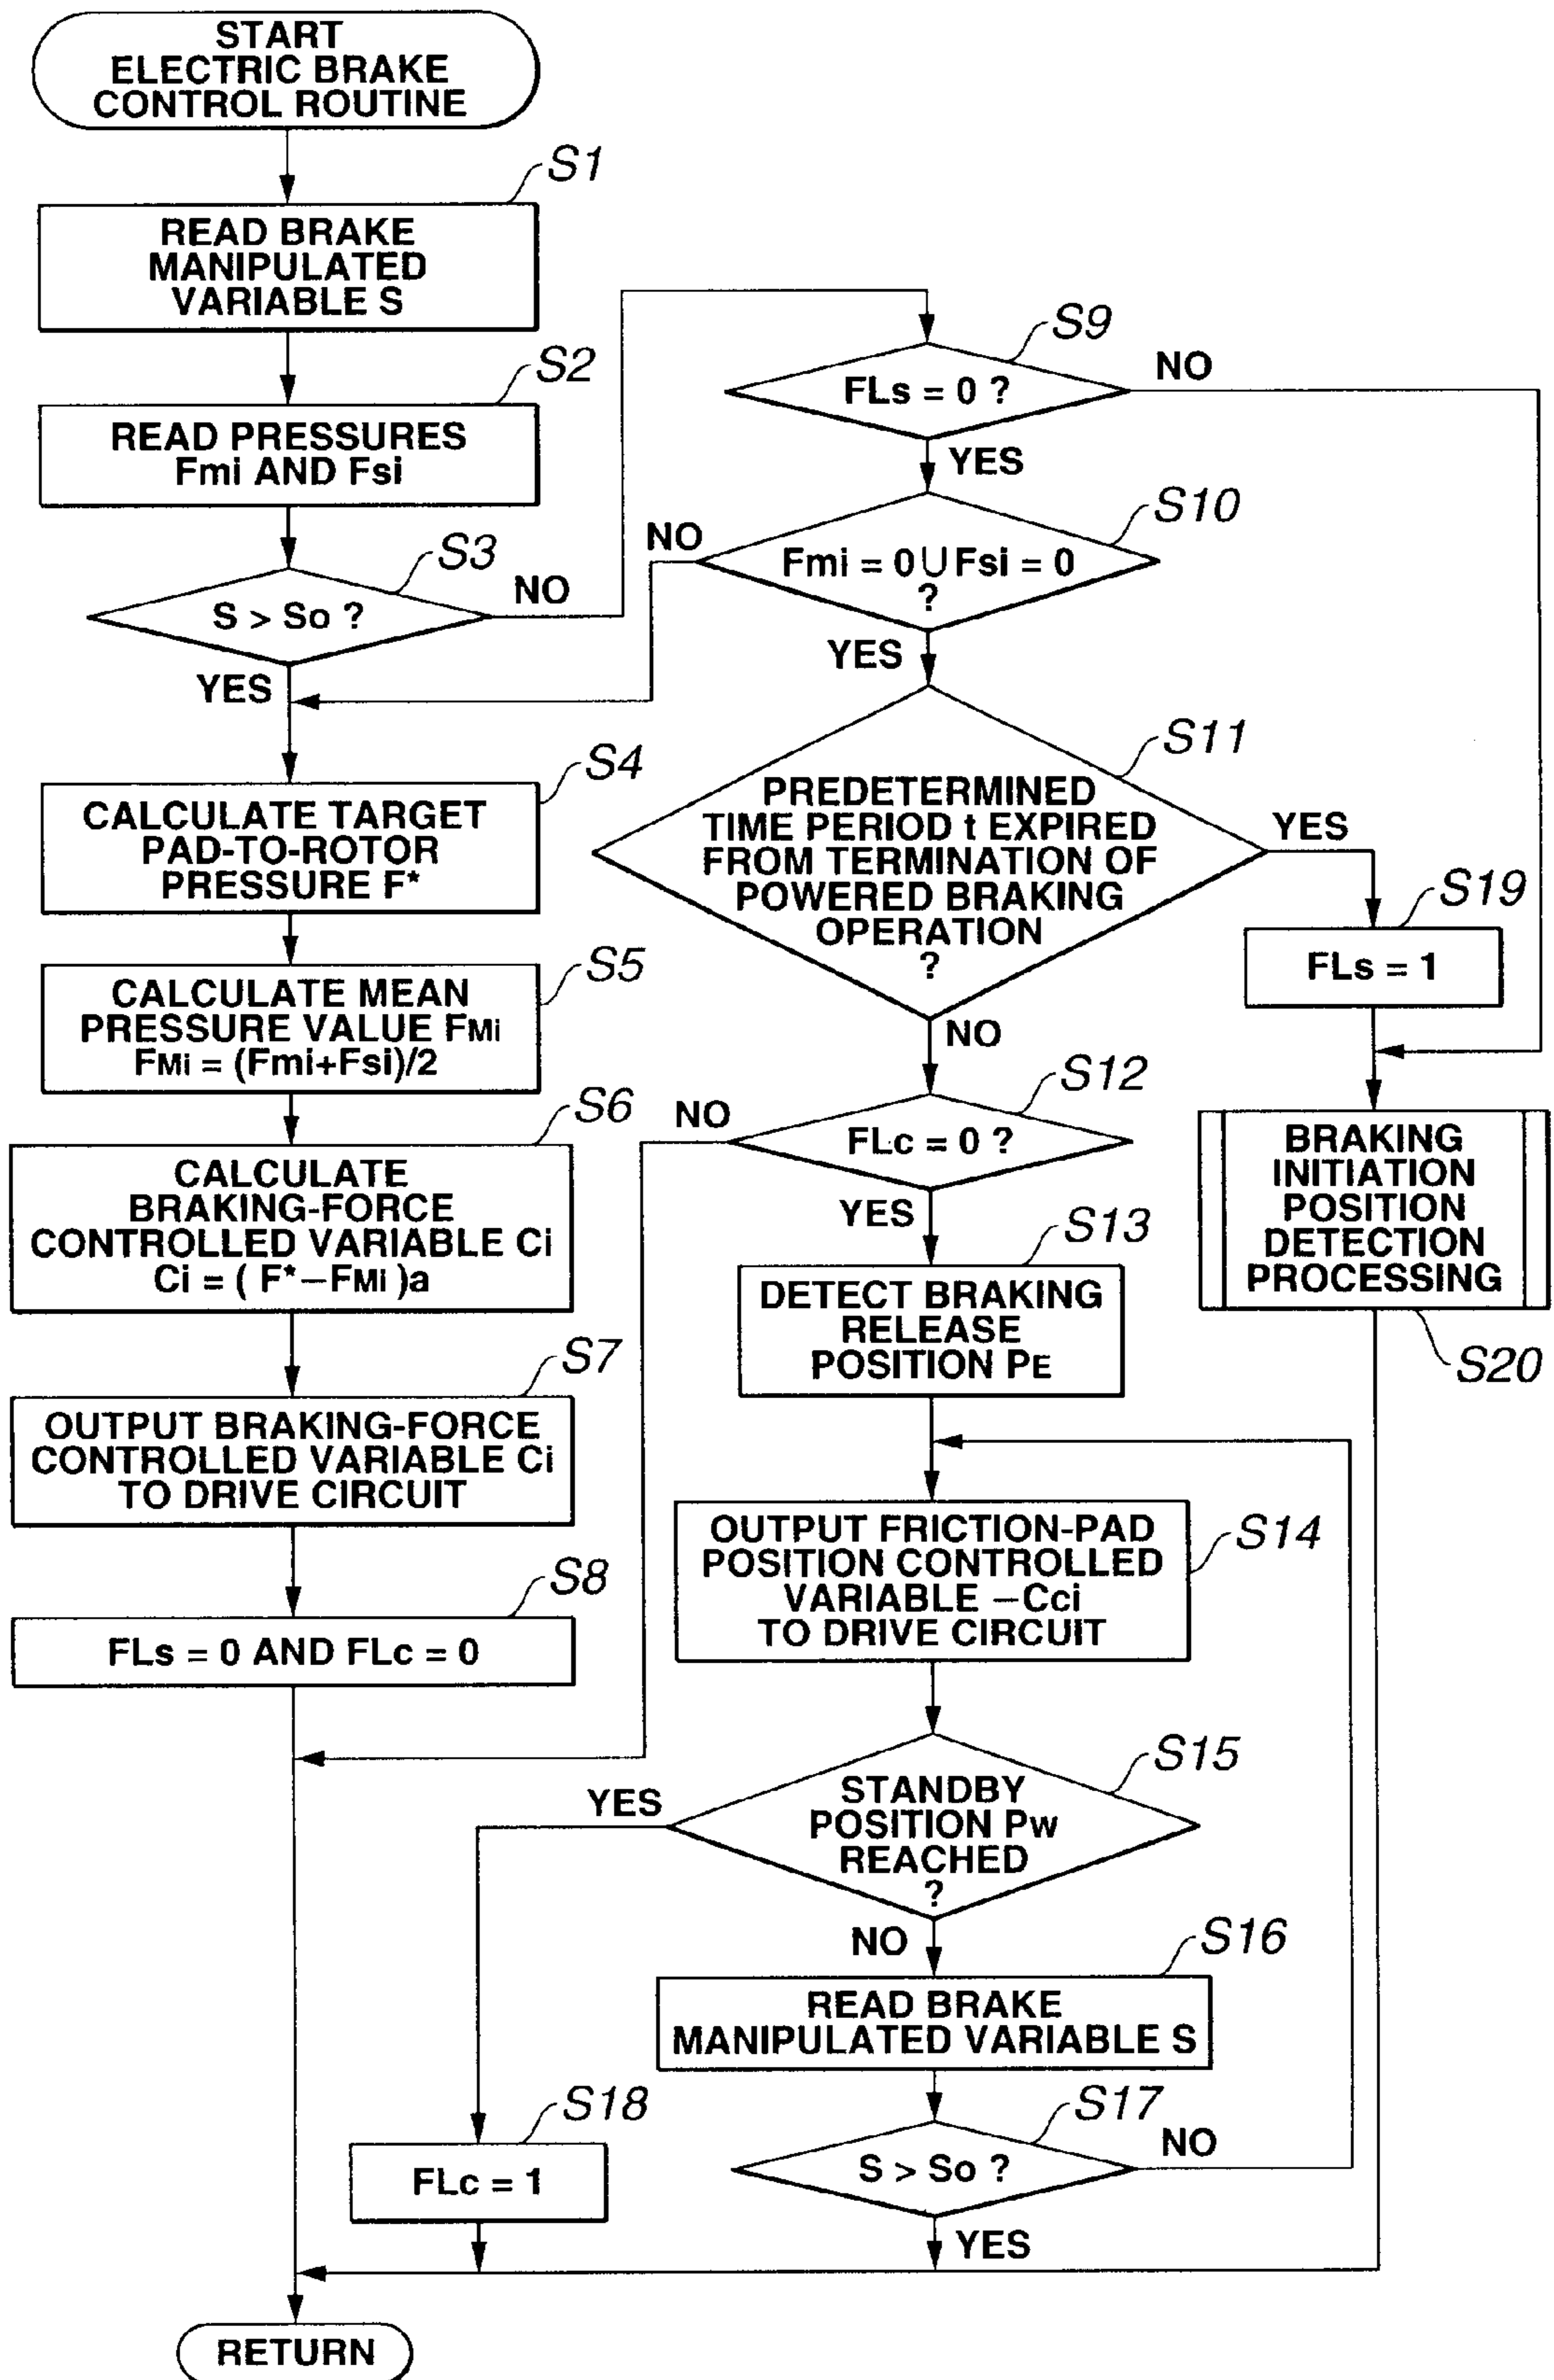 START
ELECTRIC BRAKE
CONTROL ROUTINE
S1
READ BRAKE
MANIPULATED
VARIABLE S
S2
READ PRESSURES
Fmi AND Fsi
S3
S > So ?
NO
YES
S4
CALCULATE TARGET
PAD-TO-ROTOR
PRESSURE F*
S5
CALCULATE MEAN
PRESSURE VALUE FMi
FMi = (Fmi+Fsi)/2
S6
CALCULATE
BRAKING-FORCE
CONTROLLED VARIABLE Ci
Ci = ( F*−FMi )a
S7
OUTPUT BRAKING-FORCE
CONTROLLED VARIABLE Ci
TO DRIVE CIRCUIT
S8
FLs = 0 AND FLc = 0
S9
FLs = 0 ?
NO
YES
S10
NO
Fmi = 0∪Fsi = 0
?
YES
S11
PREDETERMINED
TIME PERIOD t EXPIRED
FROM TERMINATION OF
POWERED BRAKING
OPERATION
?
YES
NO
S12
NO
FLc = 0 ?
YES
S13
DETECT BRAKING
RELEASE
POSITION PE
S14
OUTPUT FRICTION-PAD
POSITION CONTROLLED
VARIABLE −Cci
TO DRIVE CIRCUIT
S15
YES
STANDBY
POSITION PW
REACHED
?
NO
S16
READ BRAKE
MANIPULATED VARIABLE S
S17
S > So ?
NO
YES
S18
FLc = 1
S19
FLs = 1
BRAKING
INITIATION
POSITION
DETECTION
PROCESSING
S20
RETURN